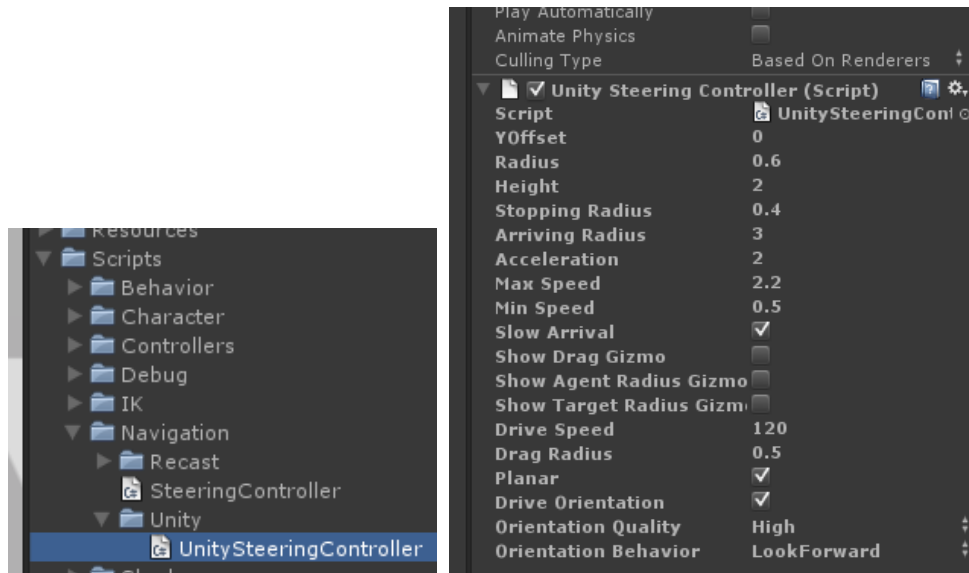 Resources
Scripts
Behavior
Character
Controllers
Debug
IK
Navigation
Recast
SteeringController
Unity
UnitySteeringController
Play Automatically
Animate Physics
Culling Type Based On Renderers
Unity Steering Controller (Script)
Script UnitySteeringCont
YOffset 0
Radius 0.6
Height 2
Stopping Radius 0.4
Arriving Radius 3
Acceleration 2
Max Speed 2.2
Min Speed 0.5
Slow Arrival
Show Drag Gizmo
Show Agent Radius Gizmo
Show Target Radius Gizm
Drive Speed 120
Drag Radius 0.5
Planar
Drive Orientation
Orientation Quality High
Orientation Behavior LookForward